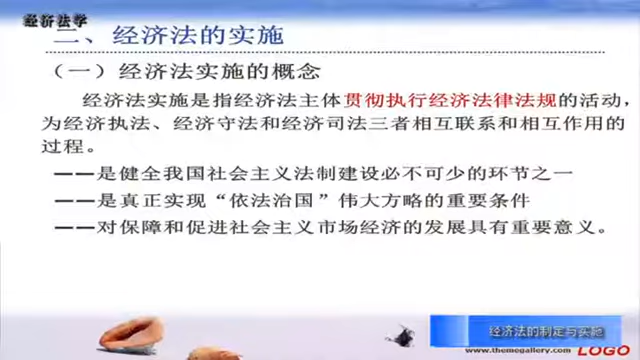 经济法学
二、经济法的实施
（一）经济法实施的概念
经济法实施是指经济法主体贯彻执行经济法律法规的活动，
为经济执法、经济守法和经济司法三者相互联系和相互作用的
过程。
——是健全我国社会主义法制建设必不可少的环节之一
——是真正实现“依法治国”伟大方略的重要条件
——对保障和促进社会主义市场经济的发展具有重要意义。
经济法的制定与实施
www.themegallery.com
LOGO